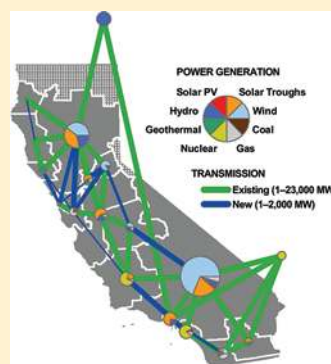 POWER GENERATION
Solar PV Solar Troughs
Hydro Wind
Geothermal Coal
Nuclear Gas
TRANSMISSION
Existing (1–23,000 MW)
New (1–2,000 MW)